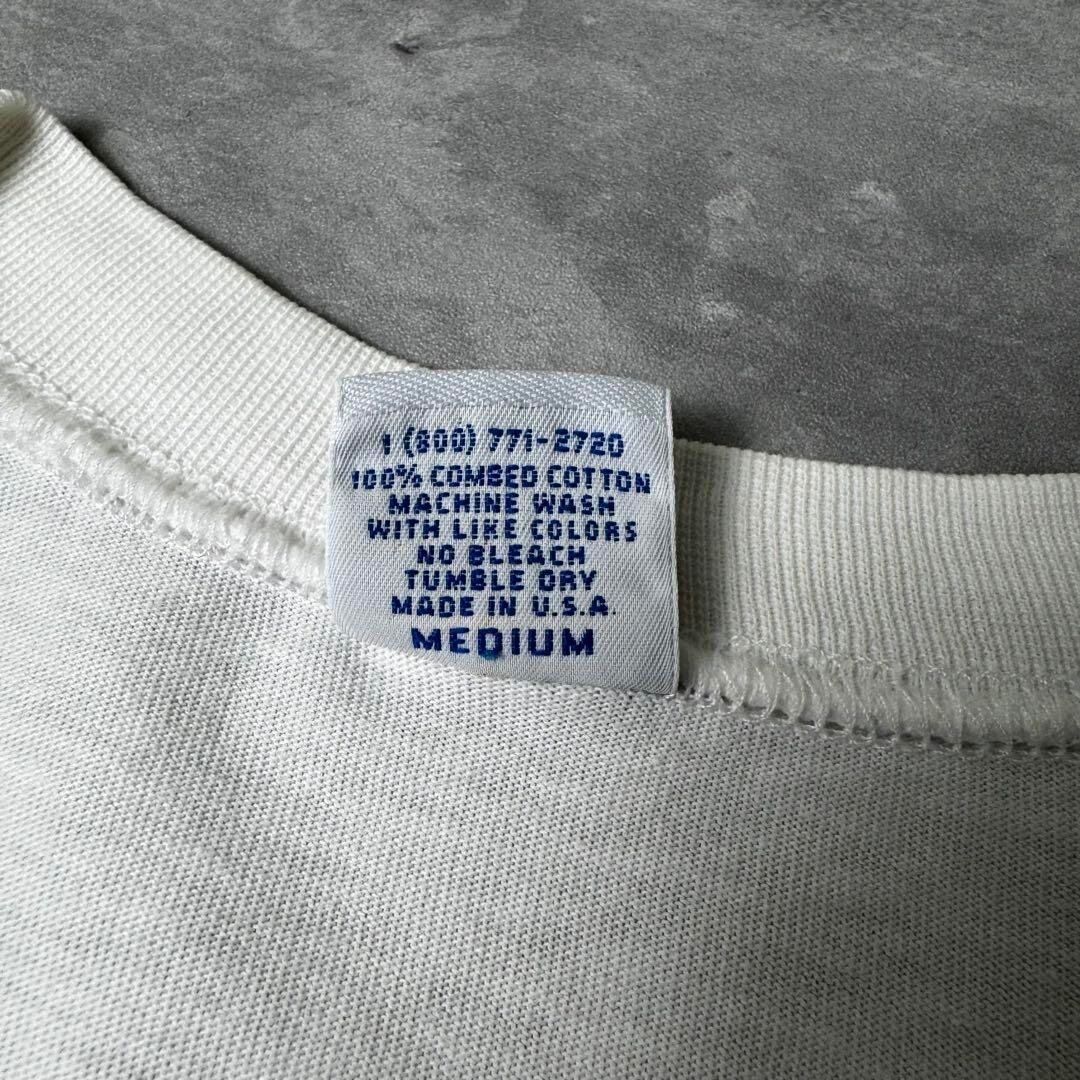 1 (800) 771-2720
100% COMBED COTTON
MACHINE WASH
WITH LIKE COLORS
NO BLEACH
TUMBLE DRY
MADE IN U.S.A.
MEDIUM